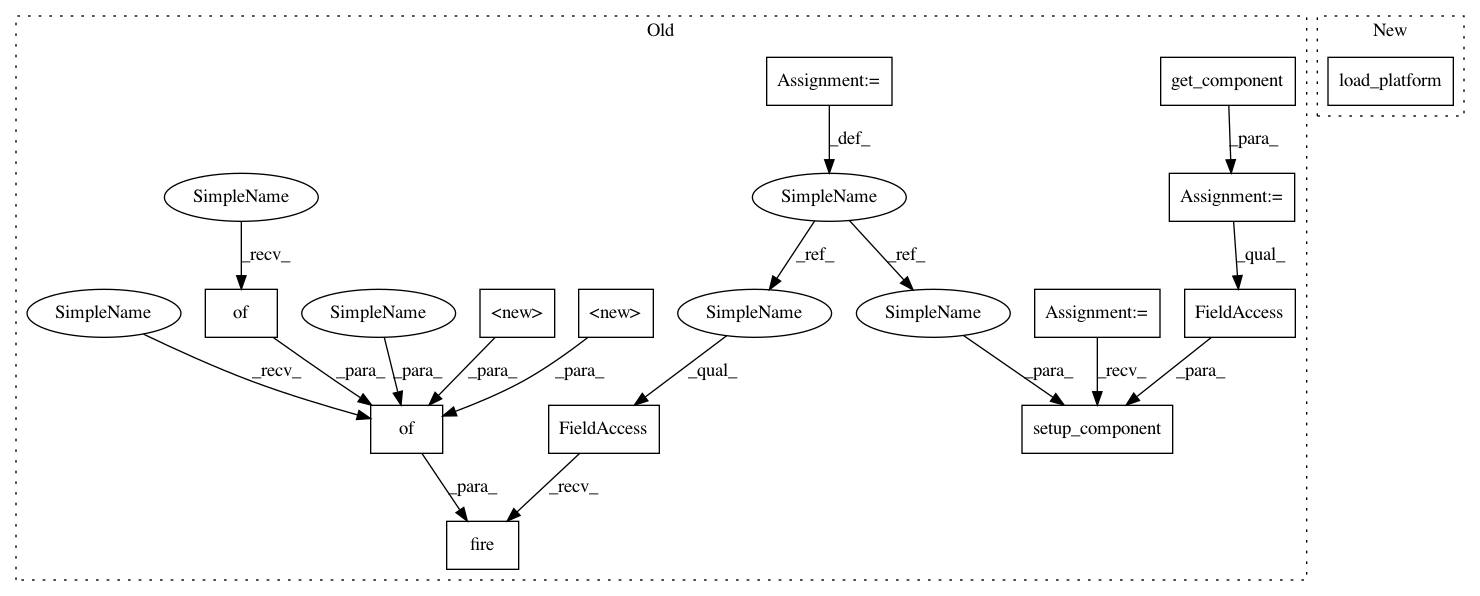 Old
New
Assignment:=
get_component
load_platform
_def_
_para_
SimpleName
SimpleName
Assignment:=
_recv_
_ref_
_ref_
_qual_
SimpleName
of
SimpleName
<new>
<new>
SimpleName
SimpleName
Assignment:=
FieldAccess
_recv_
_para_
_para_
_para_
_para_
_qual_
_para_
_recv_
_para_
of
FieldAccess
setup_component
_para_
_recv_
fire